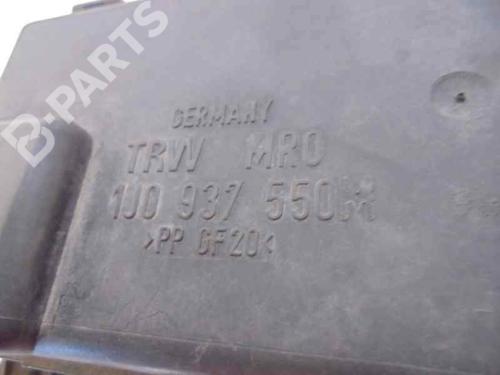 B-PARTS
GERMANY
TRW MRO
1J0 937 550
>PP GF20<